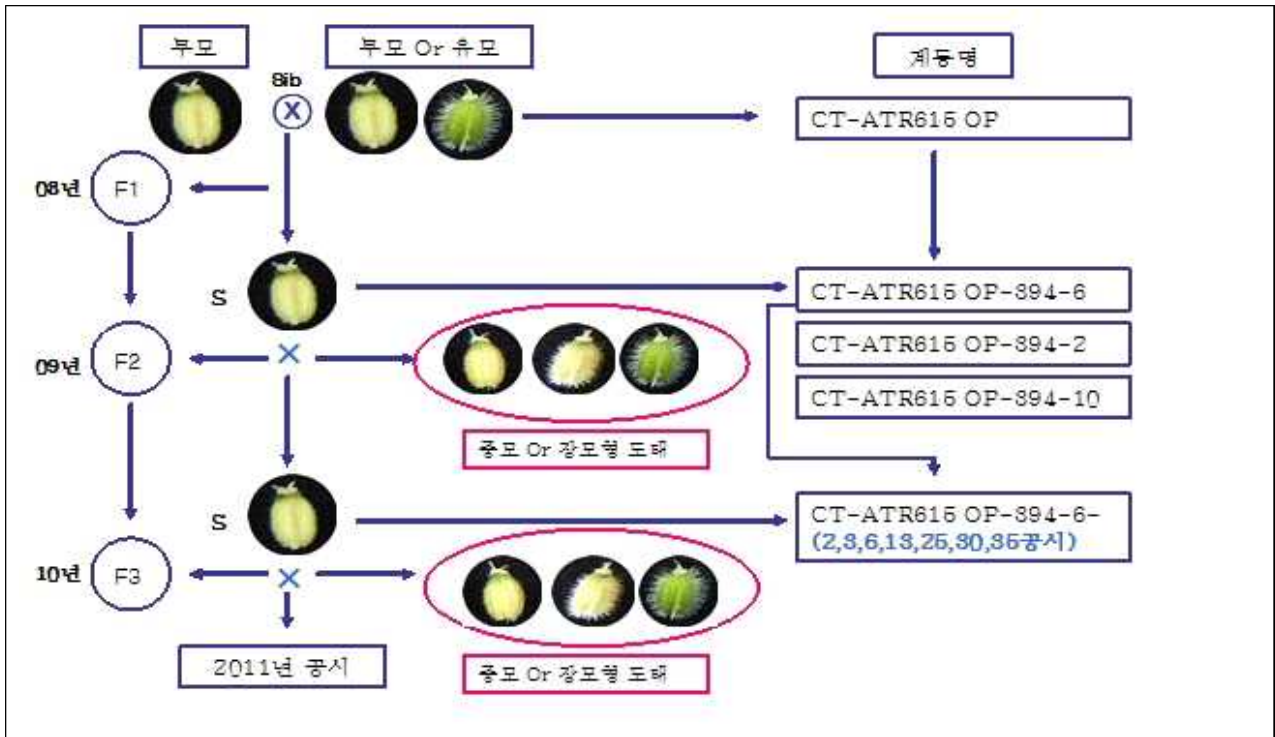 무모
무모 Or 유모
계통명
Sib
X
CT-ATR615 OP
08년
F1
S
CT-ATR615 OP-894-6
09년
F2
CT-ATR615 OP-894-2
CT-ATR615 OP-894-10
중모 Or 장모형 도태
S
CT-ATR615 OP-894-6-
(2,3,6,13,25,30,35공시)
10년
F3
2011년 공시
중모 Or 장모형 도태